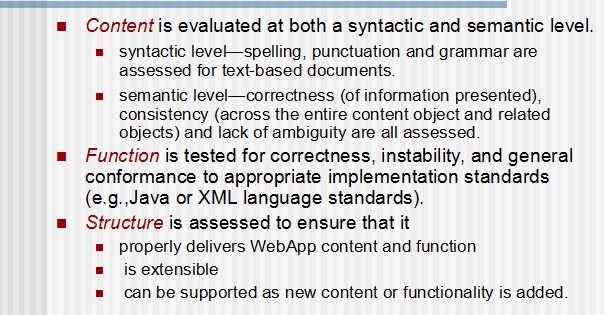 Content is evaluated at both a syntactic and semantic level.
syntactic level—spelling, punctuation and grammar are
assessed for text-based documents.
semantic level—correctness (of information presented),
consistency (across the entire content object and related
objects) and lack of ambiguity are all assessed.
Function is tested for correctness, instability, and general
conformance to appropriate implementation standards
(e.g.,Java or XML language standards).
Structure is assessed to ensure that it
properly delivers WebApp content and function
is extensible
can be supported as new content or functionality is added.